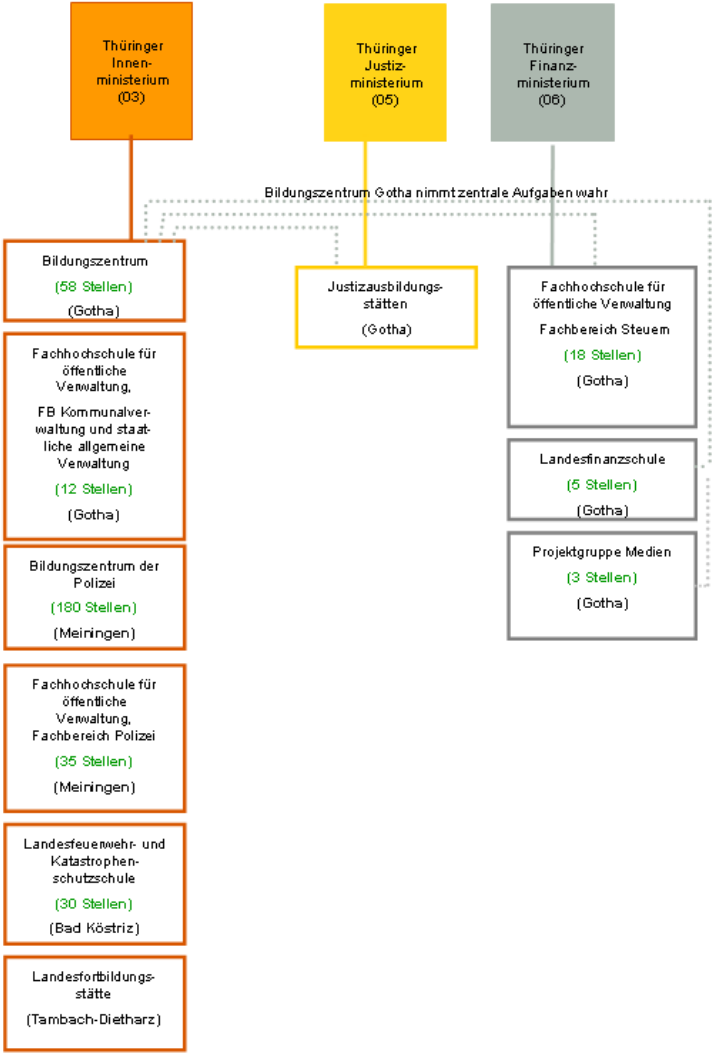 Thüringer
Innen-
ministerium
(03)
Thüringer
Justiz-
ministerium
(05)
Thüringer
Finanz-
ministerium
(06)
Bildungszentrum Gotha nimmt zentrale Aufgaben wahr
Bildungszentrum
(58 Stellen)
(Gotha)
Fachhochschule für
öffentliche
Verwaltung,
FB Kommunalver-
waltung und staat-
liche allgemeine
Verwaltung
(12 Stellen)
(Gotha)
Bildungszentrum der
Polizei
(180 Stellen)
(Meiningen)
Fachhochschule für
öffentliche
Verwaltung,
Fachbereich Polizei
(35 Stellen)
(Meiningen)
Landesfeuerwehr- und
Katastrophen-
schutzschule
(30 Stellen)
(Bad Köstriz)
Landesfortbildungs-
stätte
(Tambach-Dietharz)
Justizausbildungs-
stätten
(Gotha)
Fachhochschule für
öffentliche Verwaltung
Fachbereich Steuern
(18 Stellen)
(Gotha)
Landesfinanzschule
(5 Stellen)
(Gotha)
Projektgruppe Medien
(3 Stellen)
(Gotha)